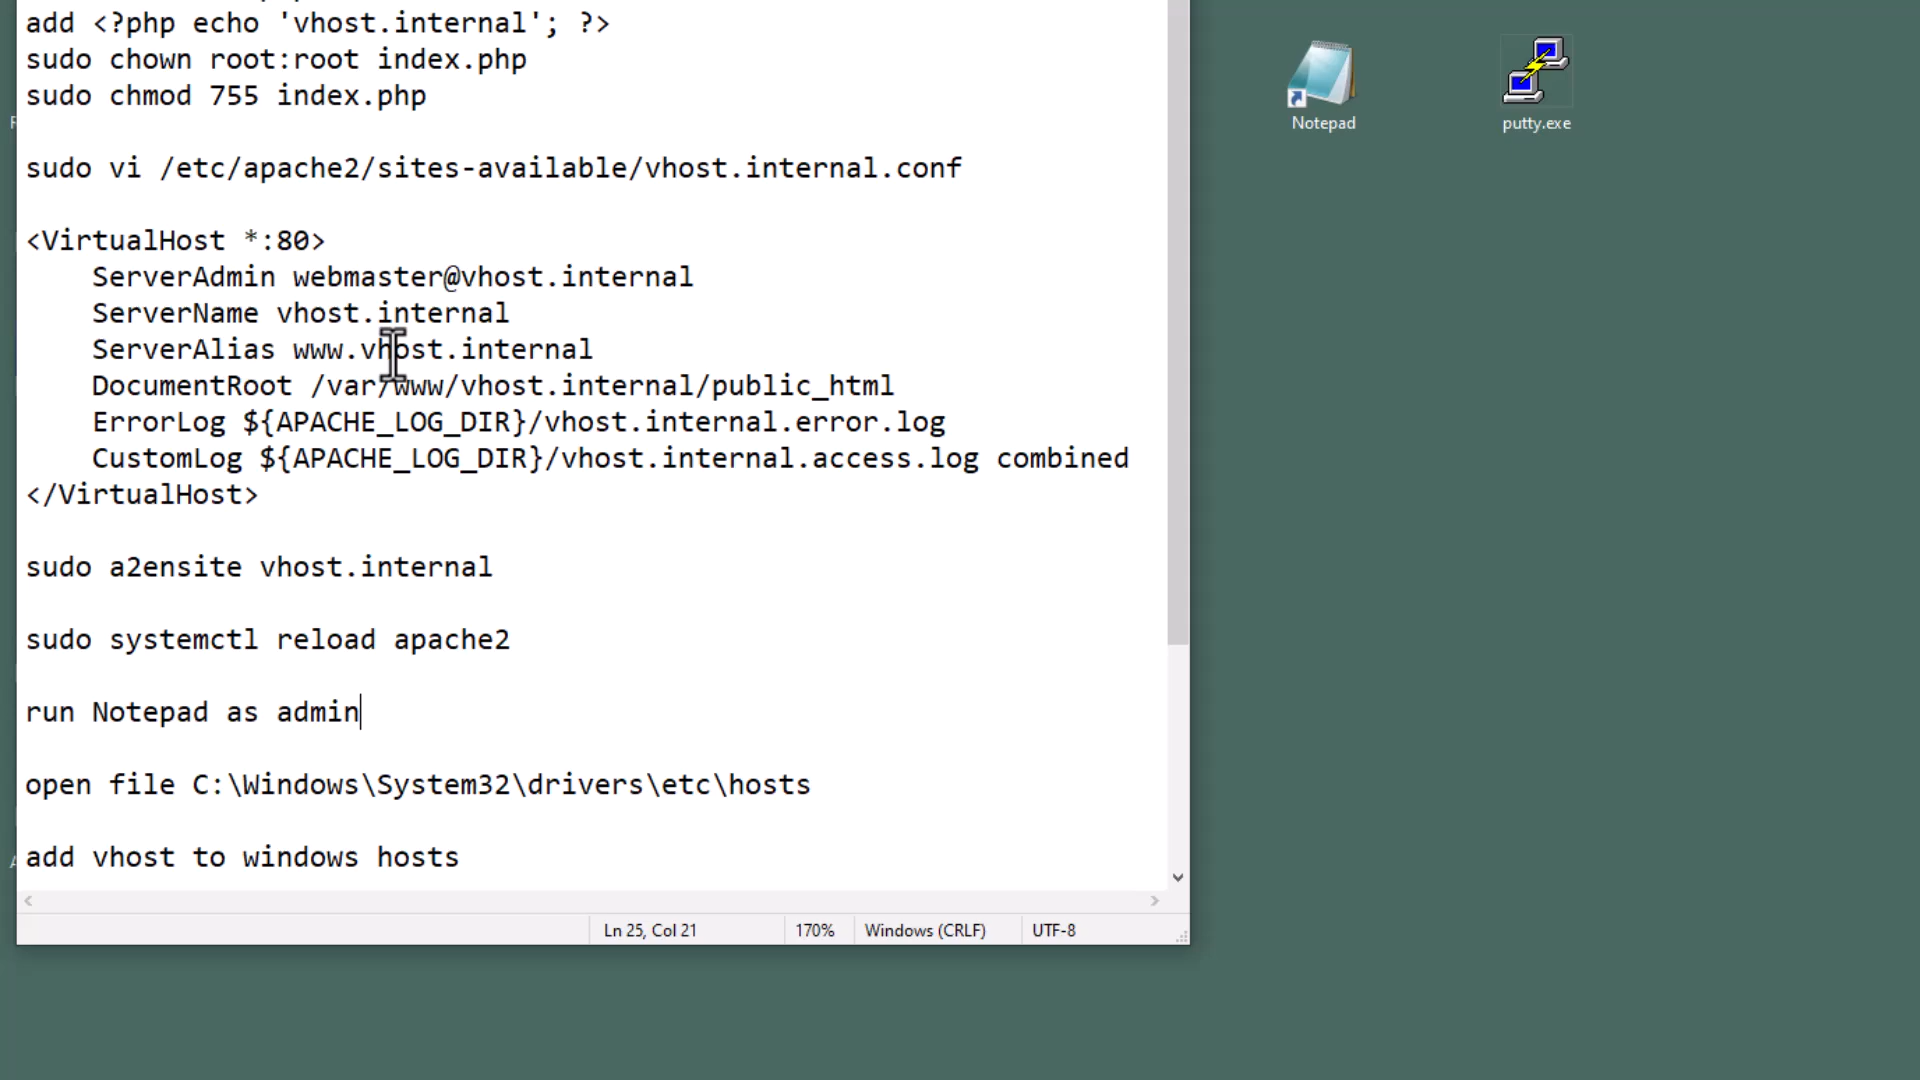 add <?php echo 'vhost.internal'; ?>
sudo chown root:root index.php
sudo chmod 755 index.php
sudo vi /etc/apache2/sites-available/vhost.internal.conf
<VirtualHost *:80>
    ServerAdmin webmaster@vhost.internal
    ServerName vhost.internal
    ServerAlias www.vhost.internal
    DocumentRoot /var/www/vhost.internal/public_html
    ErrorLog ${APACHE_LOG_DIR}/vhost.internal.error.log
    CustomLog ${APACHE_LOG_DIR}/vhost.internal.access.log combined
</VirtualHost>
sudo a2ensite vhost.internal
sudo systemctl reload apache2
run Notepad as admin
open file C:\Windows\System32\drivers\etc\hosts
add vhost to windows hosts
Ln 25, Col 21 170% Windows (CRLF) UTF-8
Notepad
putty.exe